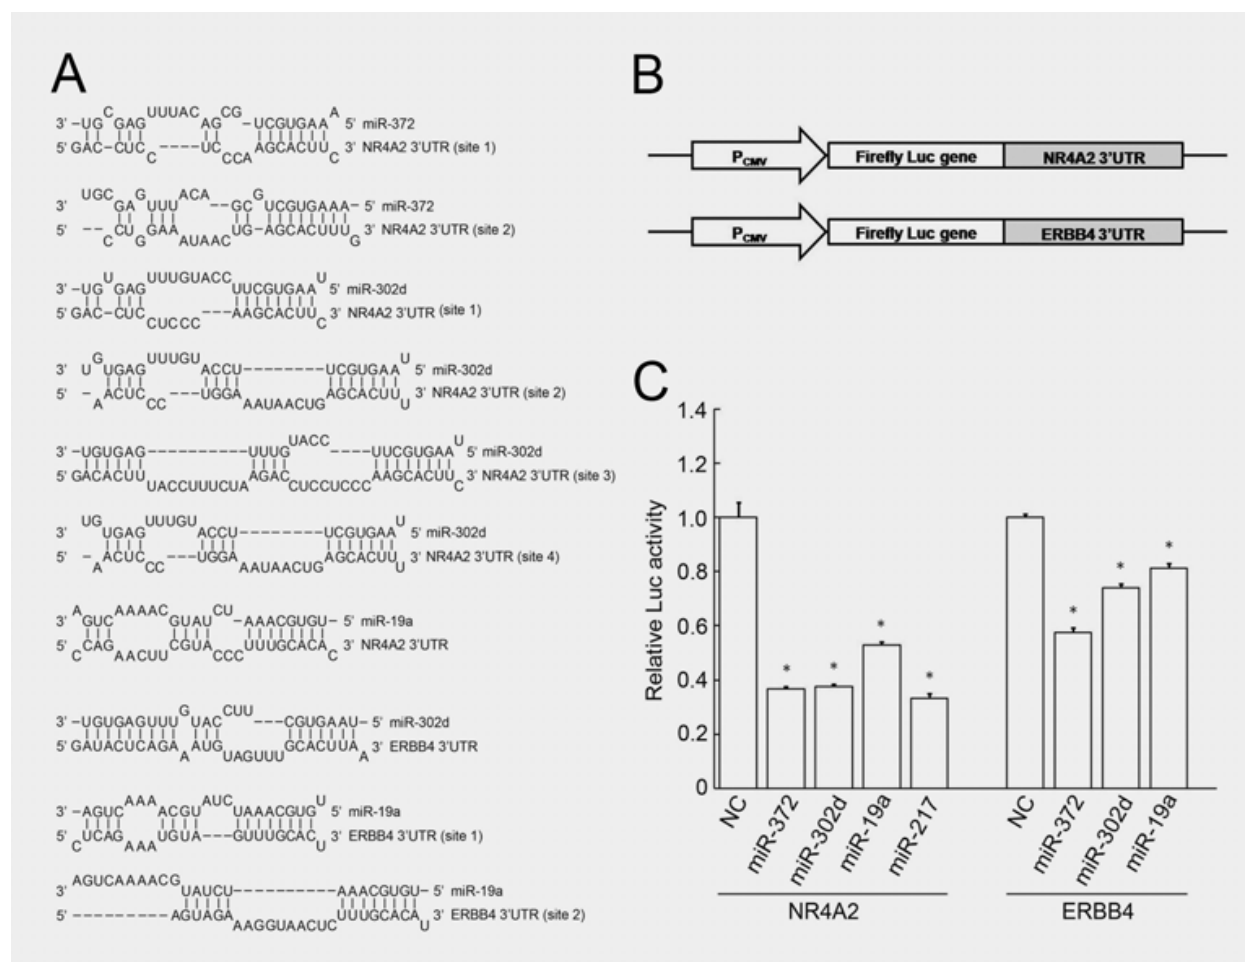 A
C UUUAC CG A
3' –UG GAG AG –UCGUGAA 5' miR-372
5' GAC–CUC ––––UC AGCACUU 3' NR4A2 3'UTR (site 1)
C CCA C
UGC G ACA G
3' GA UUU ––GC UCGUGAAA– 5' miR-372
5' –– CU GAA UG–AGCACUUU 3' NR4A2 3'UTR (site 2)
C G AUAAC G
U UUUGUACC U
3' –UG GAG UUCGUGAA 5' miR-302d
5' GAC–CUC –––AAGCACUU 3' NR4A2 3'UTR (site 1)
CUCCC C
G UUUGU U
3' U UGAG ACCU–––––––––UCGUGAA 5' miR-302d
5' – ACUC –––UGGA AGCACUU 3' NR4A2 3'UTR (site 2)
A CC AAUAACUG U
UACC U
3' –UGUGAG–––––––––––UUUG ––––UUCGUGAA 5' miR-302d
5' GACACUU AGAC AAGCACUU 3' NR4A2 3'UTR (site 3)
UACCUUUCUA CUCCUCCC C
UG UUUGU U
3' UGAG ACCU–––––––––UCGUGAA 5' miR-302d
5' – ACUC –––UGGA AGCACUU 3' NR4A2 3'UTR (site 4)
A CC AAUAACUG U
A AAAAC CU
3' GUC GUAU –AAACGUGU– 5' miR-19a
5' CAG CGUA UUUGCACA 3' NR4A2 3'UTR
C AACUU CCC C
G CUU
3' –UGUGAGUUU UAC –––CGUGAAU– 5' miR-302d
5' GAUACUCAGA AUG GCACUUA 3' ERBB4 3'UTR
A UAGUUU A
AAA AUC U
3' –AGUC ACGU UAAACGUG 5' miR-19a
5' UCAG UGUA–––GUUUGCAC 3' ERBB4 3'UTR (site 1)
C AAA U
AGUCAAAACG
3' UAUCU–––––––––––AAACGUGU– 5' miR-19a
5' ––––––––––AGUAGA UUUGCACA 3' ERBB4 3'UTR (site 2)
AAGGUAACUC U
B
PCMV Firefly Luc gene NR4A2 3'UTR
PCMV Firefly Luc gene ERBB4 3'UTR
C
Relative Luc activity
1.4
1.2
1.0
0.8
0.6
0.4
0.2
0
* * * * * * *
NC miR-372 miR-302d miR-19a miR-217 NC miR-372 miR-302d miR-19a
NR4A2 ERBB4